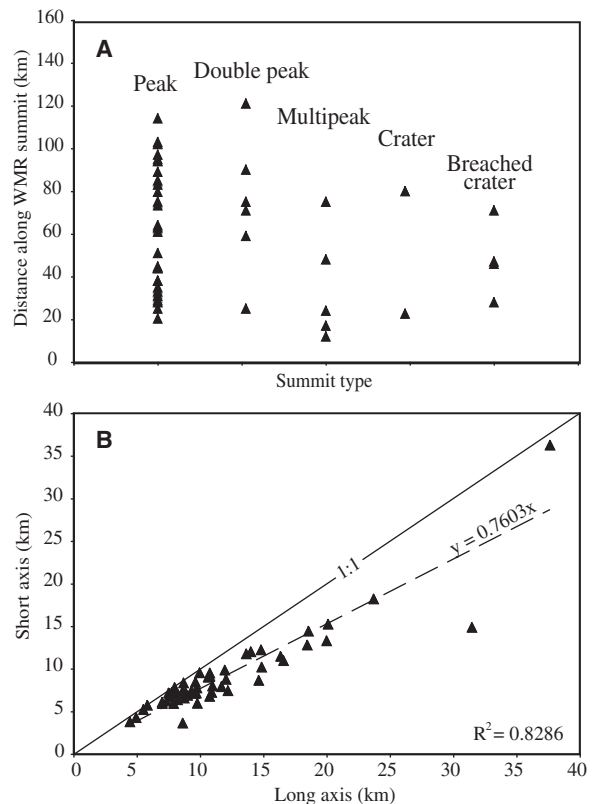 160
140
120
100
80
60
40
20
0
Distance along WMR summit (km)
A
Peak
Double peak
Multipeak
Crater
Breached
crater
Summit type
40
35
30
25
20
15
10
5
0
Short axis (km)
B
1:1
y = 0.7603x
R²= 0.8286
0
5
10
15
20
25
30
35
40
Long axis (km)